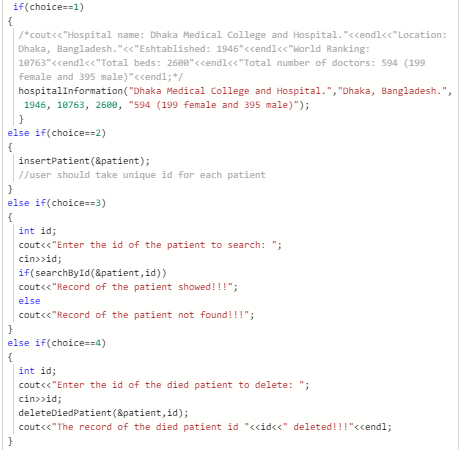 if(choice==1)
{
/*cout<<"Hospital name: Dhaka Medical College and Hospital."<<endl<<"Location:
Dhaka, Bangladesh."<<"Eshtablished: 1946"<<endl<<"World Ranking:
10763"<<endl<<"Total beds: 2600"<<endl<<"Total number of doctors: 594 (199
female and 395 male)"<<endl;*/
hospitalInformation("Dhaka Medical College and Hospital.","Dhaka, Bangladesh.",
1946, 10763, 2600, "594 (199 female and 395 male)");
}
else if(choice==2)
{
insertPatient(&patient);
//user should take unique id for each patient
}
else if(choice==3)
{
int id;
cout<<"Enter the id of the patient to search: ";
cin>>id;
if(searchById(&patient,id))
cout<<"Record of the patient showed!!!";
else
cout<<"Record of the patient not found!!!";
}
else if(choice==4)
{
int id;
cout<<"Enter the id of the died patient to delete: ";
cin>>id;
deleteDiedPatient(&patient,id);
cout<<"The record of the died patient id "<<id<<" deleted!!!"<<endl;
}